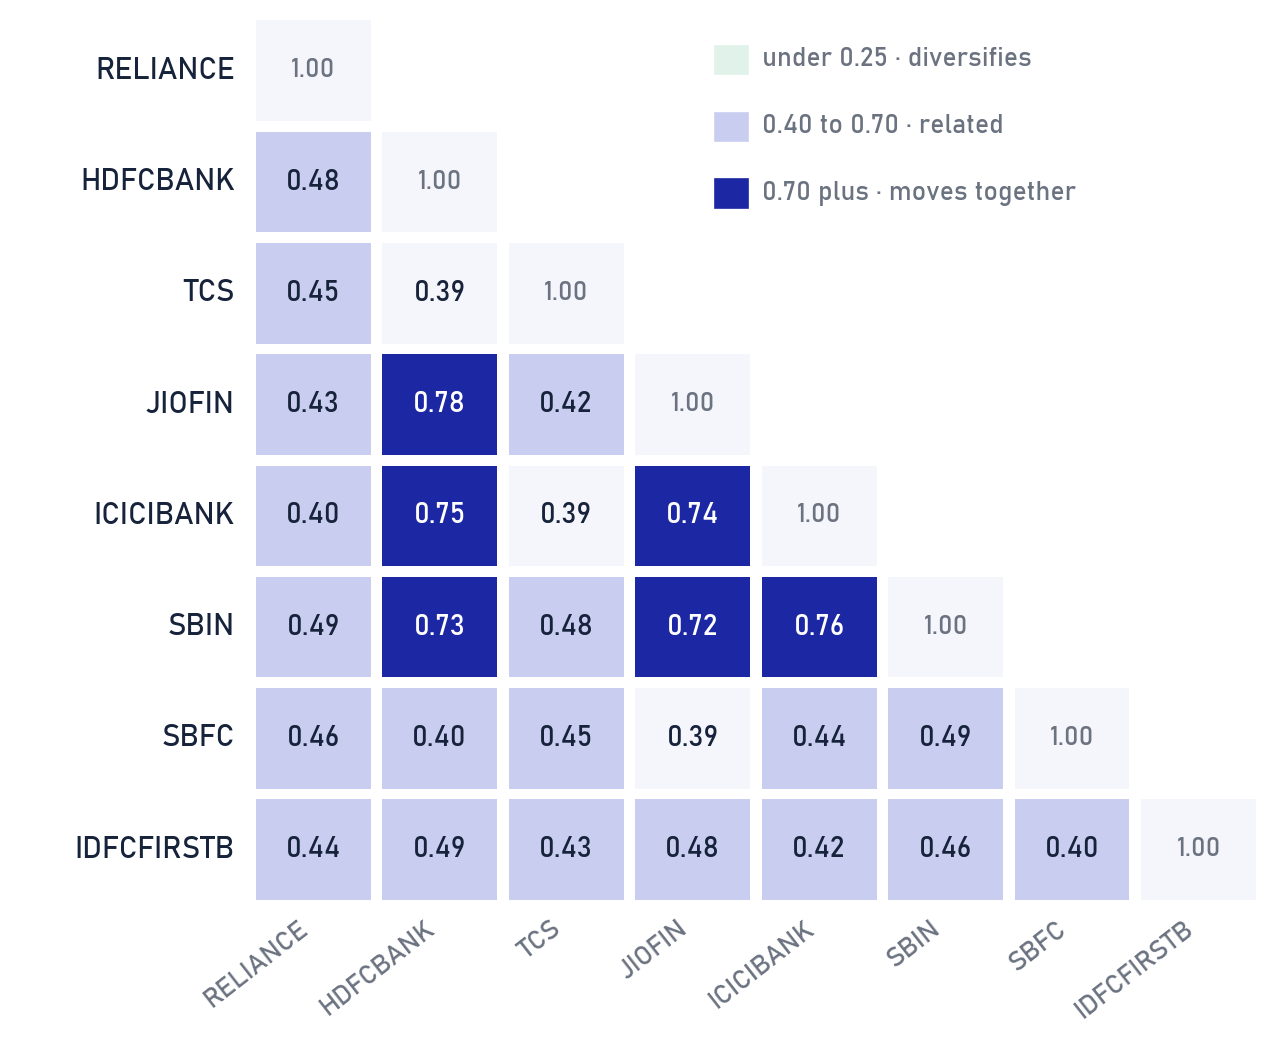 RELIANCE 1.00
under 0.25 · diversifies
0.40 to 0.70 · related
0.70 plus · moves together
HDFCBANK 0.48 1.00
TCS 0.45 0.39 1.00
JIOFIN 0.43 0.78 0.42 1.00
ICICIBANK 0.40 0.75 0.39 0.74 1.00
SBIN 0.49 0.73 0.48 0.72 0.76 1.00
SBFC 0.46 0.40 0.45 0.39 0.44 0.49 1.00
IDFCFIRSTB 0.44 0.49 0.43 0.48 0.42 0.46 0.40 1.00
RELIANCE HDFCBANK TCS JIOFIN ICICIBANK SBIN SBFC IDFCFIRSTB